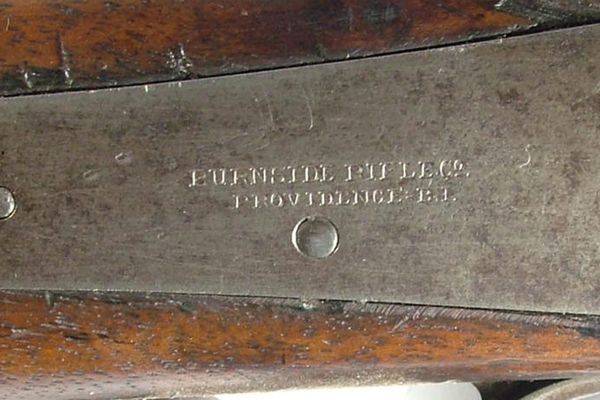 BURNSIDE RIFLE Co.
PROVIDENCE-R.I.